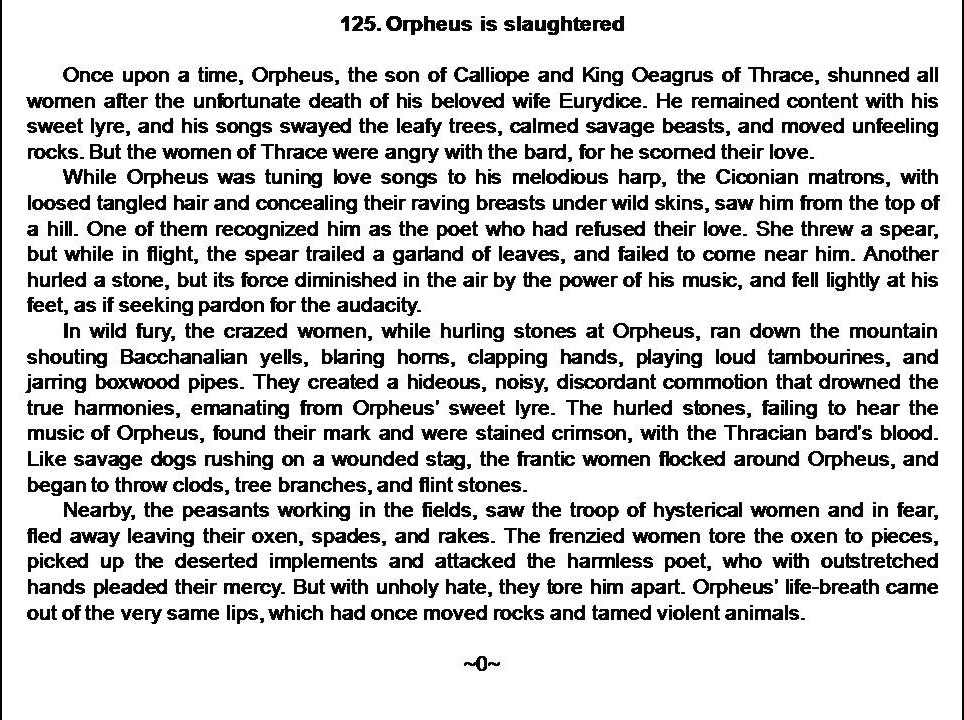 125. Orpheus is slaughtered
Once upon a time, Orpheus, the son of Calliope and King Oeagrus of Thrace, shunned all
women after the unfortunate death of his beloved wife Eurydice. He remained content with his
sweet lyre, and his songs swayed the leafy trees, calmed savage beasts, and moved unfeeling
rocks. But the women of Thrace were angry with the bard, for he scorned their love.
While Orpheus was tuning love songs to his melodious harp, the Ciconian matrons, with
loosed tangled hair and concealing their raving breasts under wild skins, saw him from the top of
a hill. One of them recognized him as the poet who had refused their love. She threw a spear,
but while in flight, the spear trailed a garland of leaves, and failed to come near him. Another
hurled a stone, but its force diminished in the air by the power of his music, and fell lightly at his
feet, as if seeking pardon for the audacity.
In wild fury, the crazed women, while hurling stones at Orpheus, ran down the mountain
shouting Bacchanalian yells, blaring horns, clapping hands, playing loud tambourines, and
jarring boxwood pipes. They created a hideous, noisy, discordant commotion that drowned the
true harmonies, emanating from Orpheus' sweet lyre. The hurled stones, failing to hear the
music of Orpheus, found their mark and were stained crimson, with the Thracian bard's blood.
Like savage dogs rushing on a wounded stag, the frantic women flocked around Orpheus, and
began to throw clods, tree branches, and flint stones.
Nearby, the peasants working in the fields, saw the troop of hysterical women and in fear,
fled away leaving their oxen, spades, and rakes. The frenzied women tore the oxen to pieces,
picked up the deserted implements and attacked the harmless poet, who with outstretched
hands pleaded their mercy. But with unholy hate, they tore him apart. Orpheus' life-breath came
out of the very same lips, which had once moved rocks and tamed violent animals.
~0~